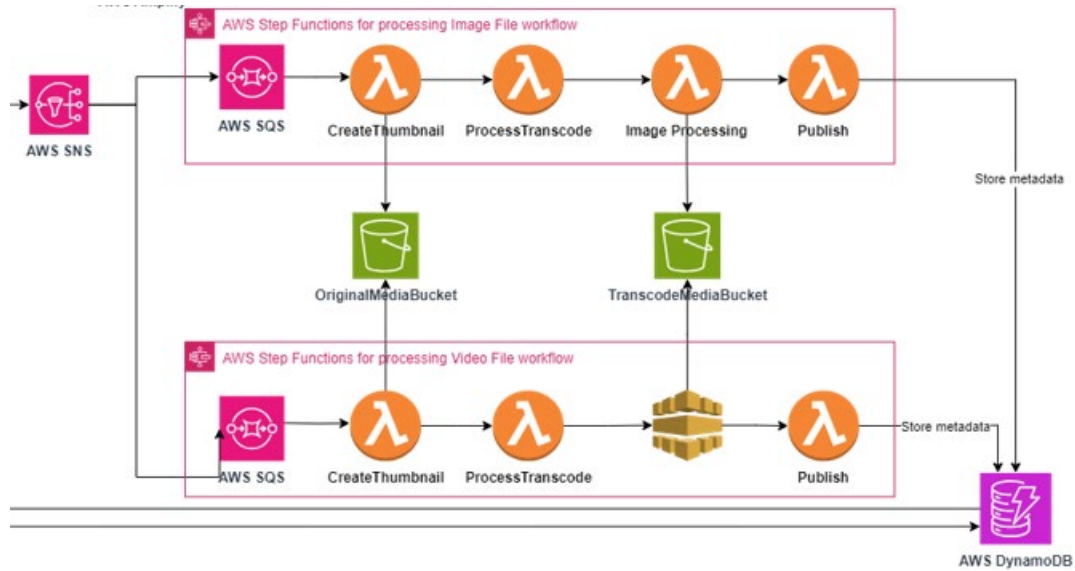 AWS Step Functions for processing Image File workflow
AWS SNS
AWS SQS
CreateThumbnail
ProcessTranscode
Image Processing
Publish
Store metadata
OriginalMediaBucket
TranscodeMediaBucket
AWS Step Functions for processing Video File workflow
AWS SQS
CreateThumbnail
ProcessTranscode
Publish
Store metadata
AWS DynamoDB